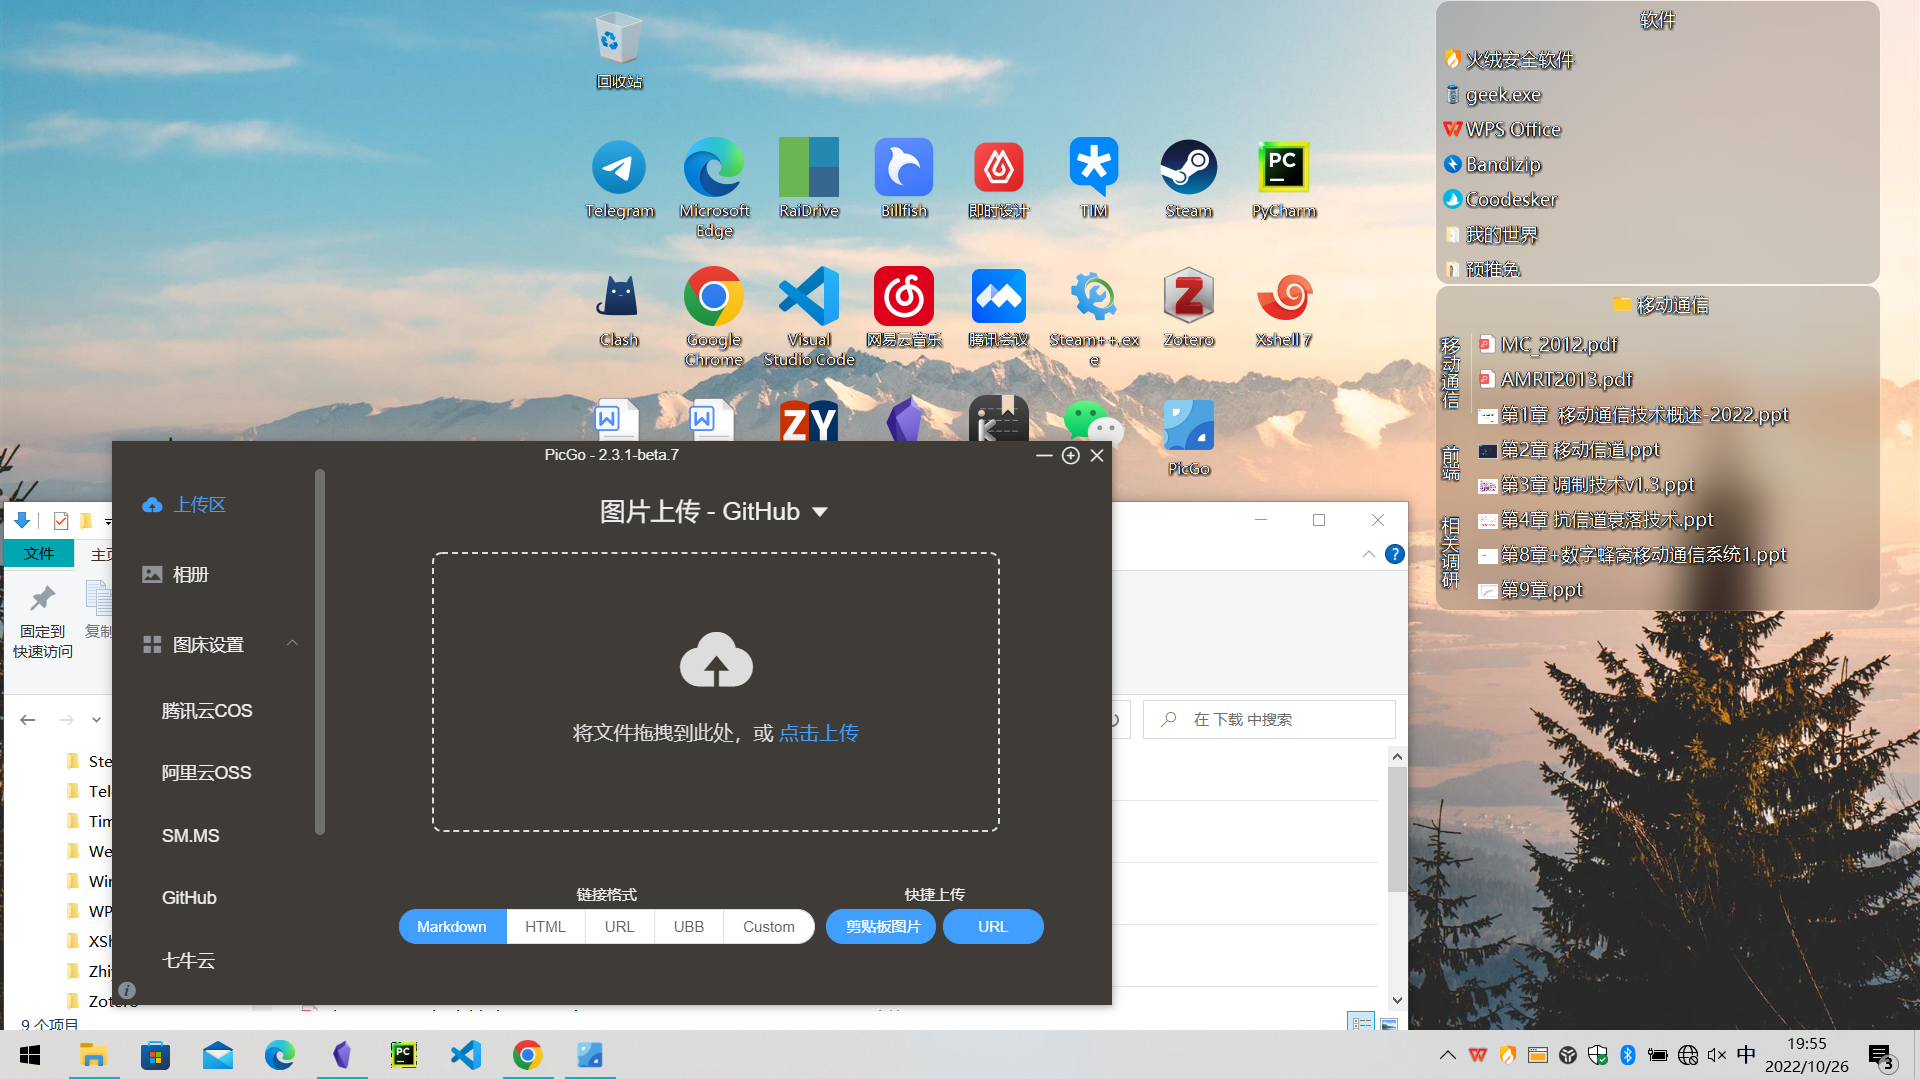 回收站
Telegram
Microsoft
Edge
RaiDrive
Billfish
即时设计
TIM
Steam
PyCharm
Clash
Google
Chrome
Visual
Studio Code
网易云音乐
腾讯会议
Steam++.ex
e
Zotero
Xshell 7
PicGo
软件
火绒安全软件
geek.exe
WPS Office
Bandizip
Coodesker
我的世界
预推免
移动通信
移动通信
前端
相关调研
MC_2012.pdf
AMRT2013.pdf
第1章 移动通信技术概述-2022.ppt
第2章 移动信道.ppt
第3章 调制技术v1.3.ppt
第4章 抗信道衰落技术.ppt
第8章+数字蜂窝移动通信系统1.ppt
第9章.ppt
PicGo - 2.3.1-beta.7
上传区
相册
图床设置
腾讯云COS
阿里云OSS
SM.MS
GitHub
七牛云
图片上传 - GitHub
将文件拖拽到此处，或 点击上传
链接格式
快捷上传
Markdown
HTML
URL
UBB
Custom
剪贴板图片
URL
文件
主页
固定到
快速访问
复制
在 下载 中搜索
Ste
Tel
Tim
We
Win
WP
XSh
Zhi
Zotero
9 个项目
中
19:55
2022/10/26
3